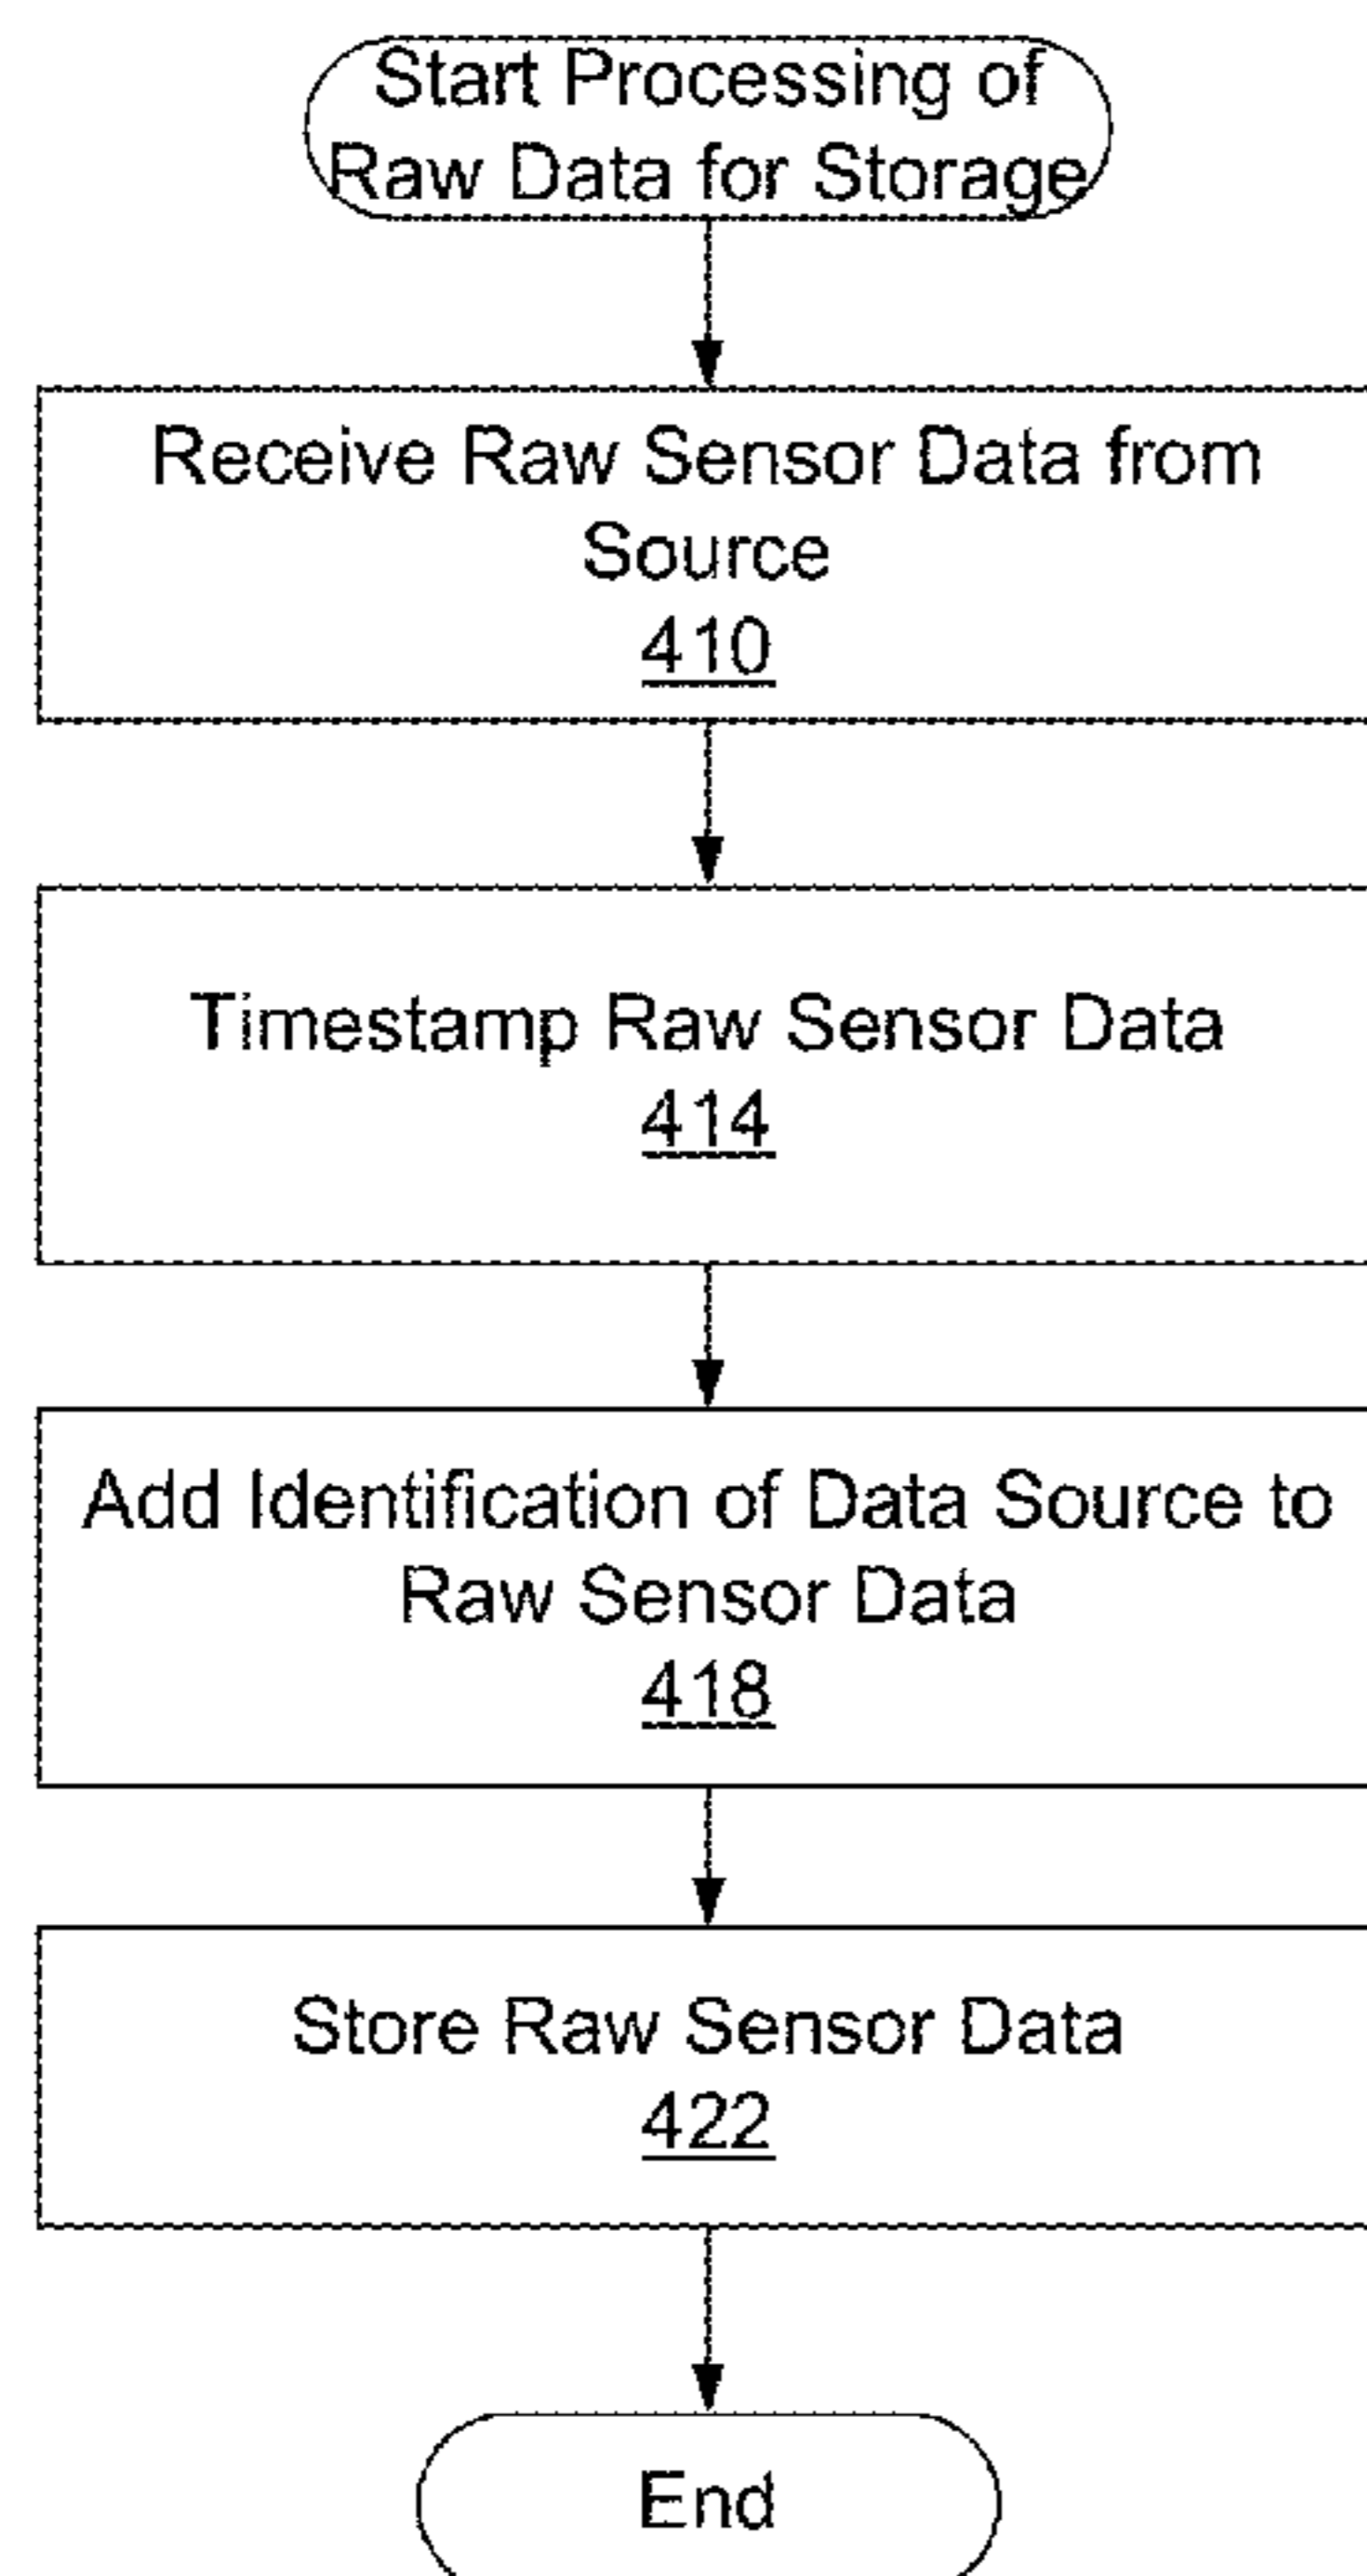 Start Processing of
Raw Data for Storage
Receive Raw Sensor Data from
Source
410
Timestamp Raw Sensor Data
414
Add Identification of Data Source to
Raw Sensor Data
418
Store Raw Sensor Data
422
End